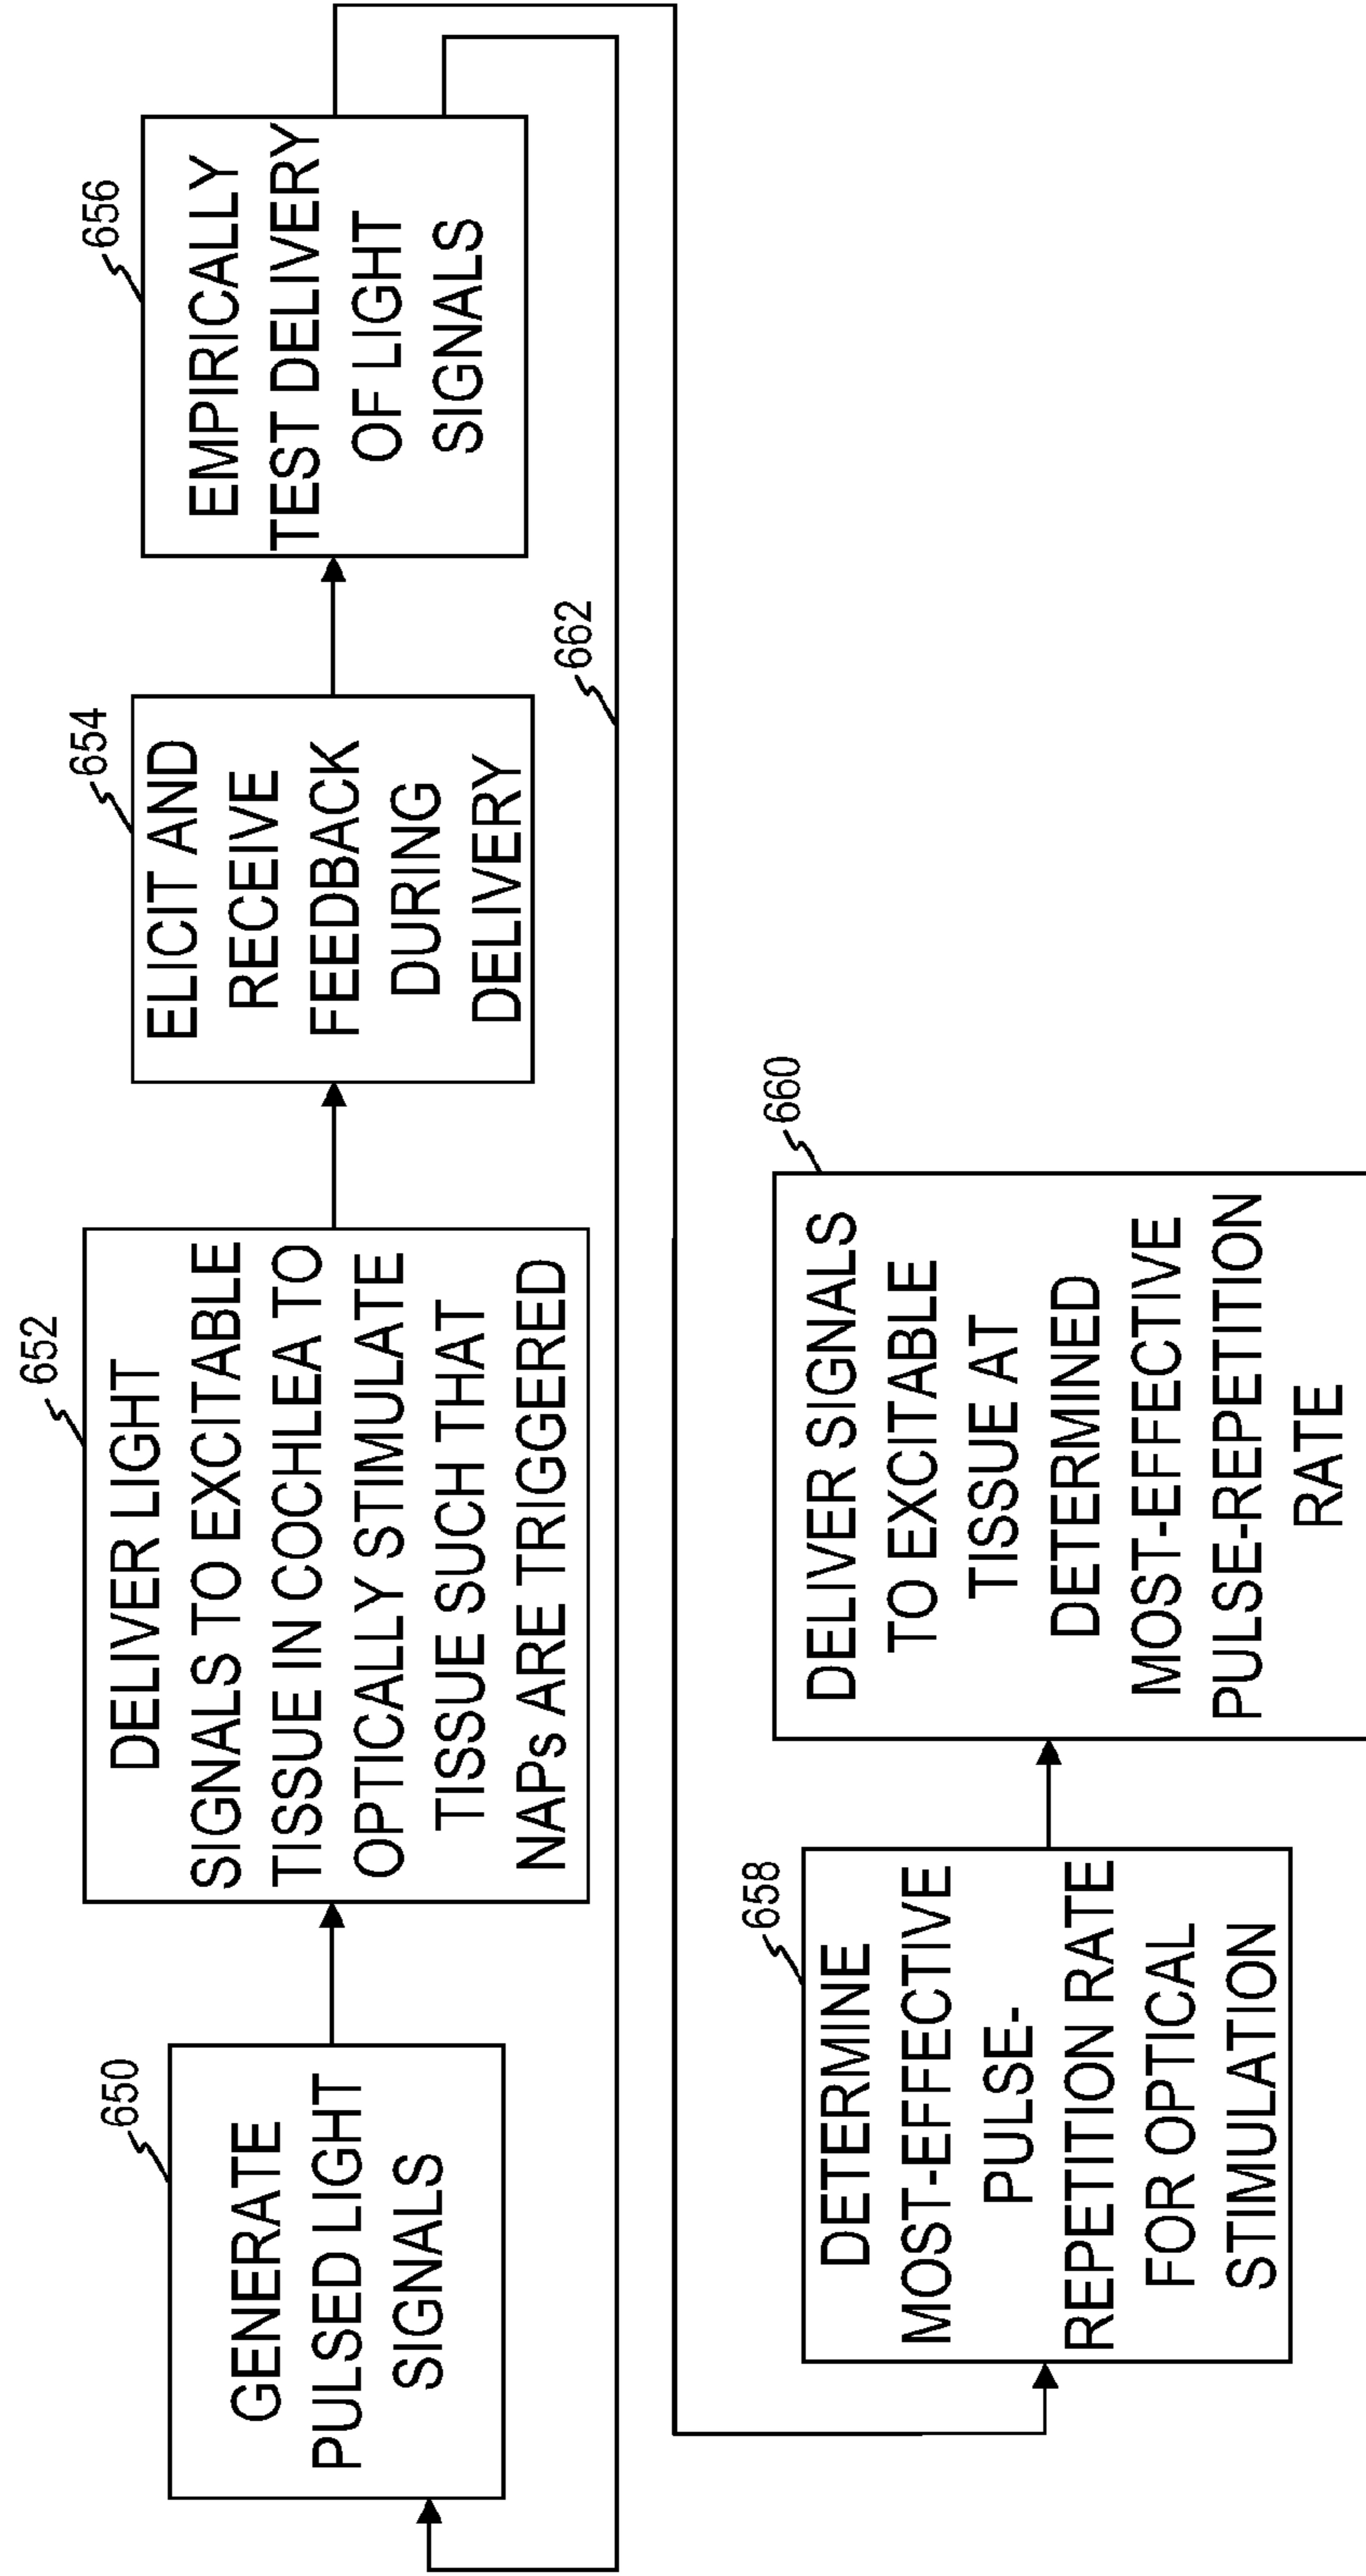 650
GENERATE
PULSED LIGHT
SIGNALS
652
DELIVER LIGHT
SIGNALS TO EXCITABLE
TISSUE IN COCHLEA TO
OPTICALLY STIMULATE
TISSUE SUCH THAT
NAPs ARE TRIGGERED
654
ELICIT AND
RECEIVE
FEEDBACK
DURING
DELIVERY
656
EMPIRICALLY
TEST DELIVERY
OF LIGHT
SIGNALS
662
658
DETERMINE
MOST-EFFECTIVE
PULSE-
REPETITION RATE
FOR OPTICAL
STIMULATION
660
DELIVER SIGNALS
TO EXCITABLE
TISSUE AT
DETERMINED
MOST-EFFECTIVE
PULSE-REPETITION
RATE